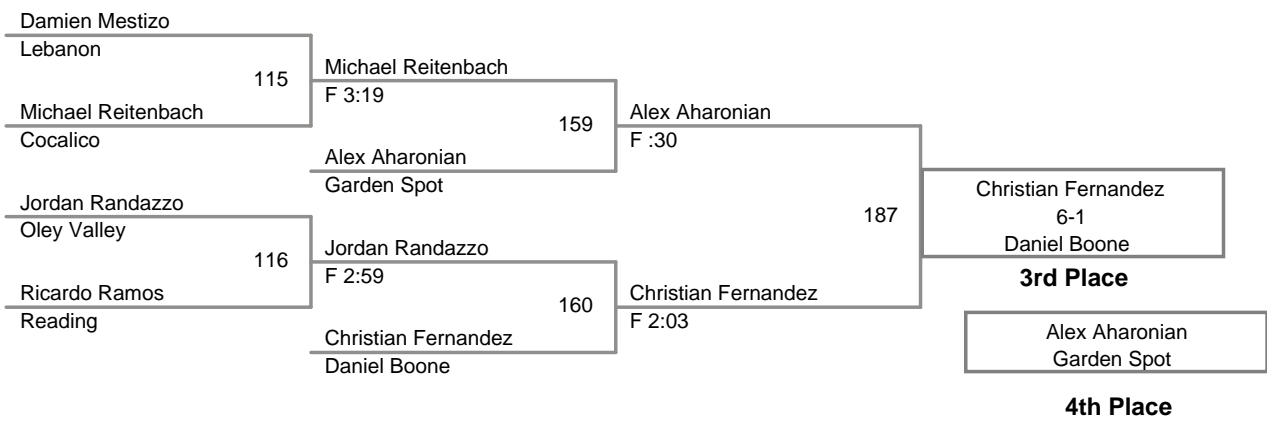 Damien Mestizo
Lebanon
115
Michael Reitenbach
Cocalico
Jordan Randazzo
Oley Valley
116
Ricardo Ramos
Reading
Michael Reitenbach
F 3:19
159
Alex Aharonian
Garden Spot
Jordan Randazzo
F 2:59
160
Christian Fernandez
Daniel Boone
Alex Aharonian
F :30
187
Christian Fernandez
F 2:03
Christian Fernandez
6-1
Daniel Boone
3rd Place
Alex Aharonian
Garden Spot
4th Place